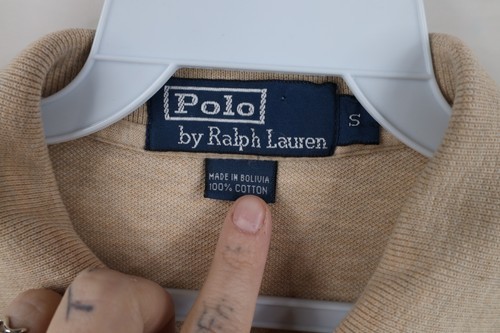 Polo
by Ralph Lauren
S
MADE IN BOLIVIA
100% COTTON